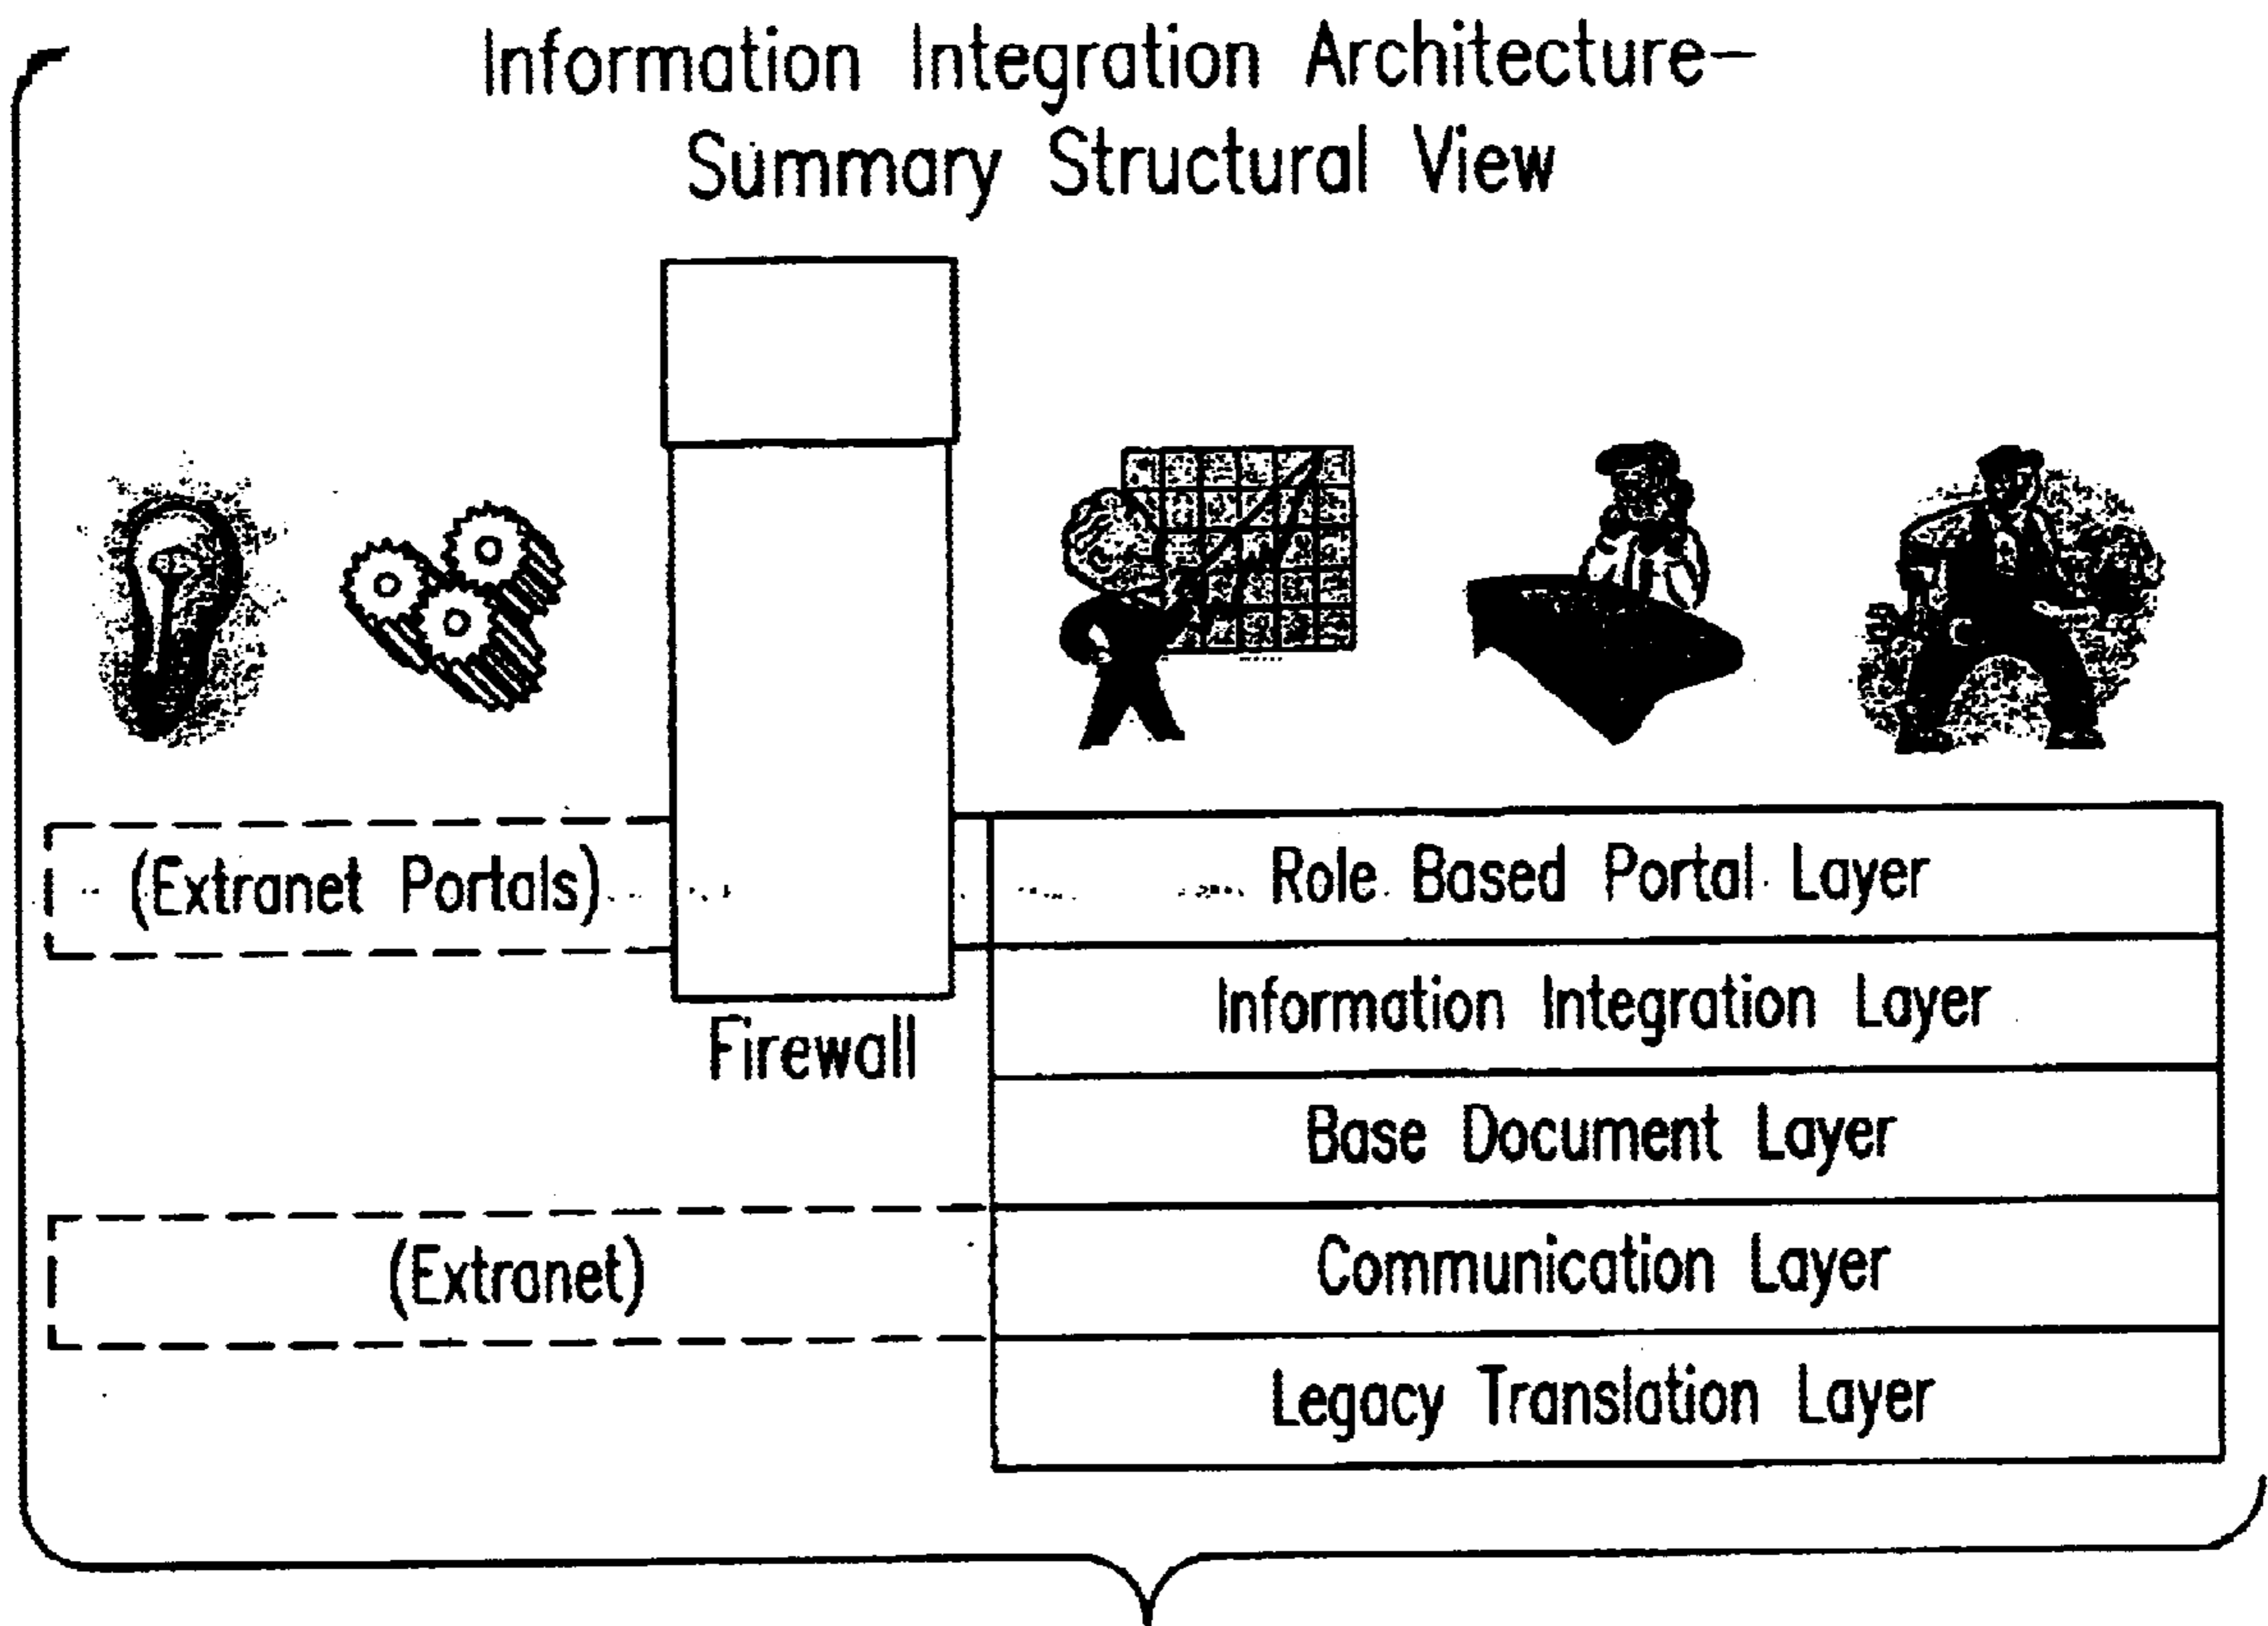 Information Integration Architecture—
Summary Structural View
(Extranet Portals)
Role Based Portal Layer
Information Integration Layer
Firewall
Base Document Layer
(Extranet)
Communication Layer
Legacy Translation Layer